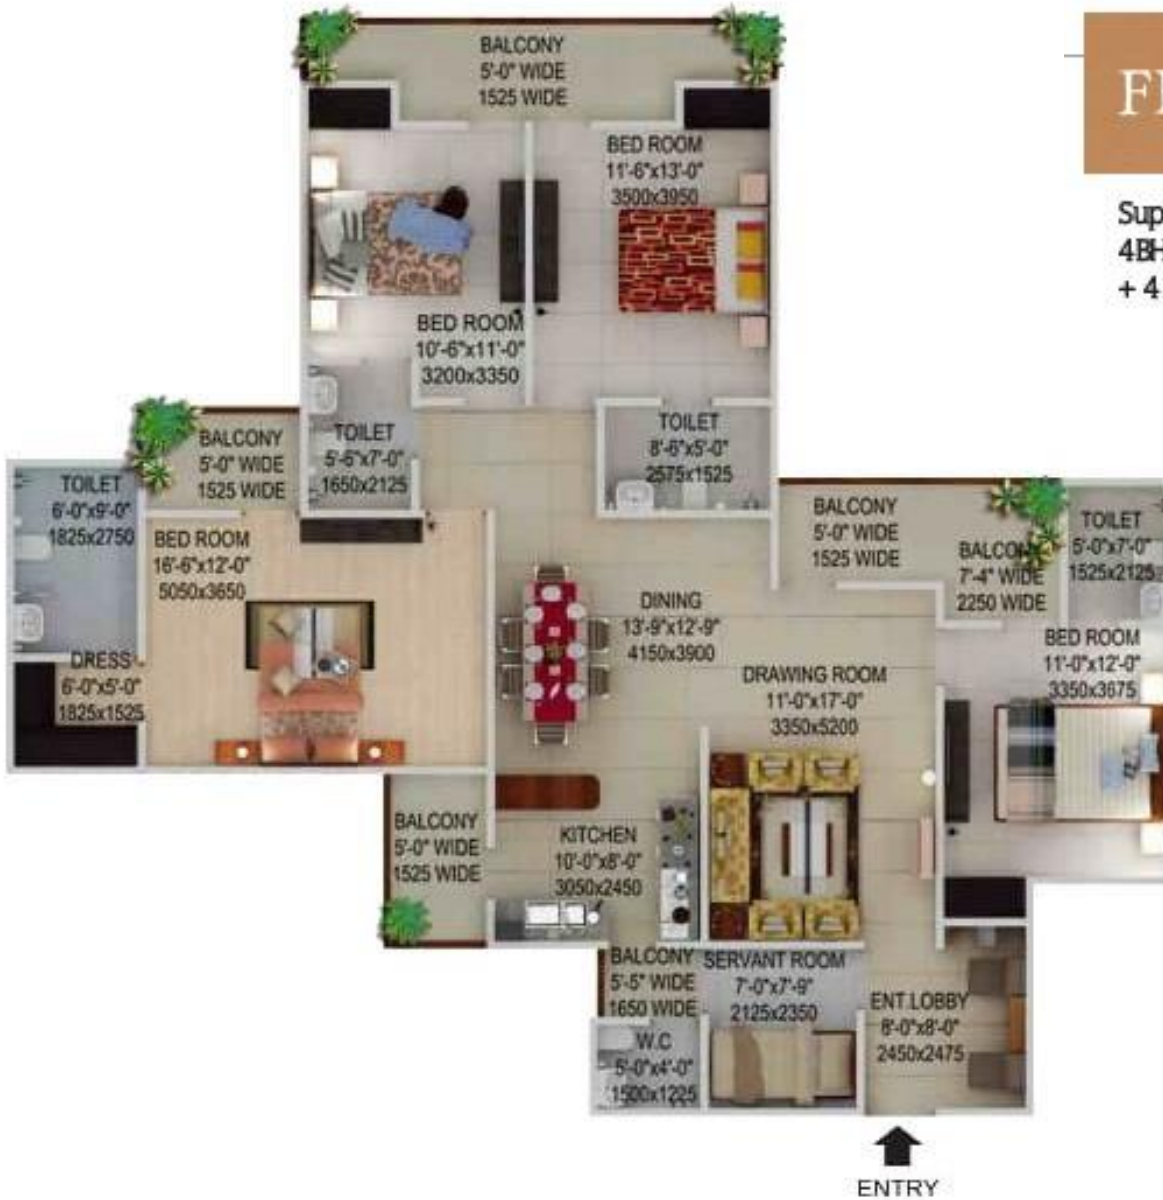 BALCONY
5'-0" WIDE
1525 WIDE
BED ROOM
11'-6"x13'-0"
3500x3950
BED ROOM
10'-6"x11'-0"
3200x3350
Sup
4BH
+ 4
BALCONY
5'-0" WIDE
1525 WIDE
TOILET
5'-6"x7'-0"
1650x2125
TOILET
8'-6"x5'-0"
2575x1525
TOILET
6'-0"x9'-0"
1825x2750
BED ROOM
16'-6"x12'-0"
5050x3650
BALCONY
5'-0" WIDE
1525 WIDE
BALCONY
7'-4" WIDE
2250 WIDE
TOILET
5'-0"x7'-0"
1525x2125
DRESS
6'-0"x5'-0"
1825x1525
DINING
13'-9"x12'-9"
4150x3900
DRAWING ROOM
11'-0"x17'-0"
3350x5200
BED ROOM
11'-0"x12'-0"
3350x3675
BALCONY
5'-0" WIDE
1525 WIDE
KITCHEN
10'-0"x8'-0"
3050x2450
BALCONY
5'-5" WIDE
1650 WIDE
SERVANT ROOM
7'-0"x7'-9"
2125x2350
ENT.LOBBY
8'-0"x8'-0"
2450x2475
W.C
5'-0"x4'-0"
1500x1225
ENTRY